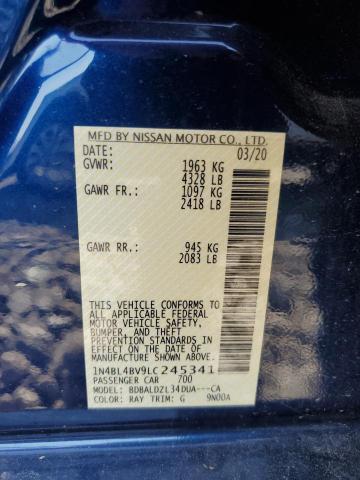 MFD BY NISSAN MOTOR CO., LTD.
DATE: 03/20
GVWR: 1963 KG
4328 LB
GAWR FR.: 1097 KG
2418 LB
GAWR RR.: 945 KG
2083 LB
THIS VEHICLE CONFORMS TO
ALL APPLICABLE FEDERAL
MOTOR VEHICLE SAFETY,
BUMPER, AND THEFT
PREVENTION STANDARDS IN
EFFECT ON THE DATE OF
MANUFACTURE SHOWN ABOVE.
1N4BL4BV9LC245341
PASSENGER CAR 700
MODEL: BDBALDZL34DUA---CA
COLOR: RAY TRIM: G 9N00A